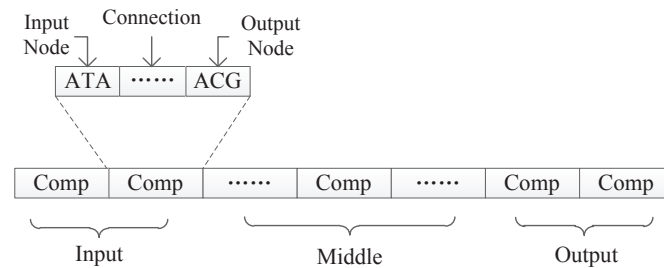 Input Node
Connection
Output Node
ATA
......
ACG
Comp
Comp
......
Comp
......
Comp
Comp
Input
Middle
Output